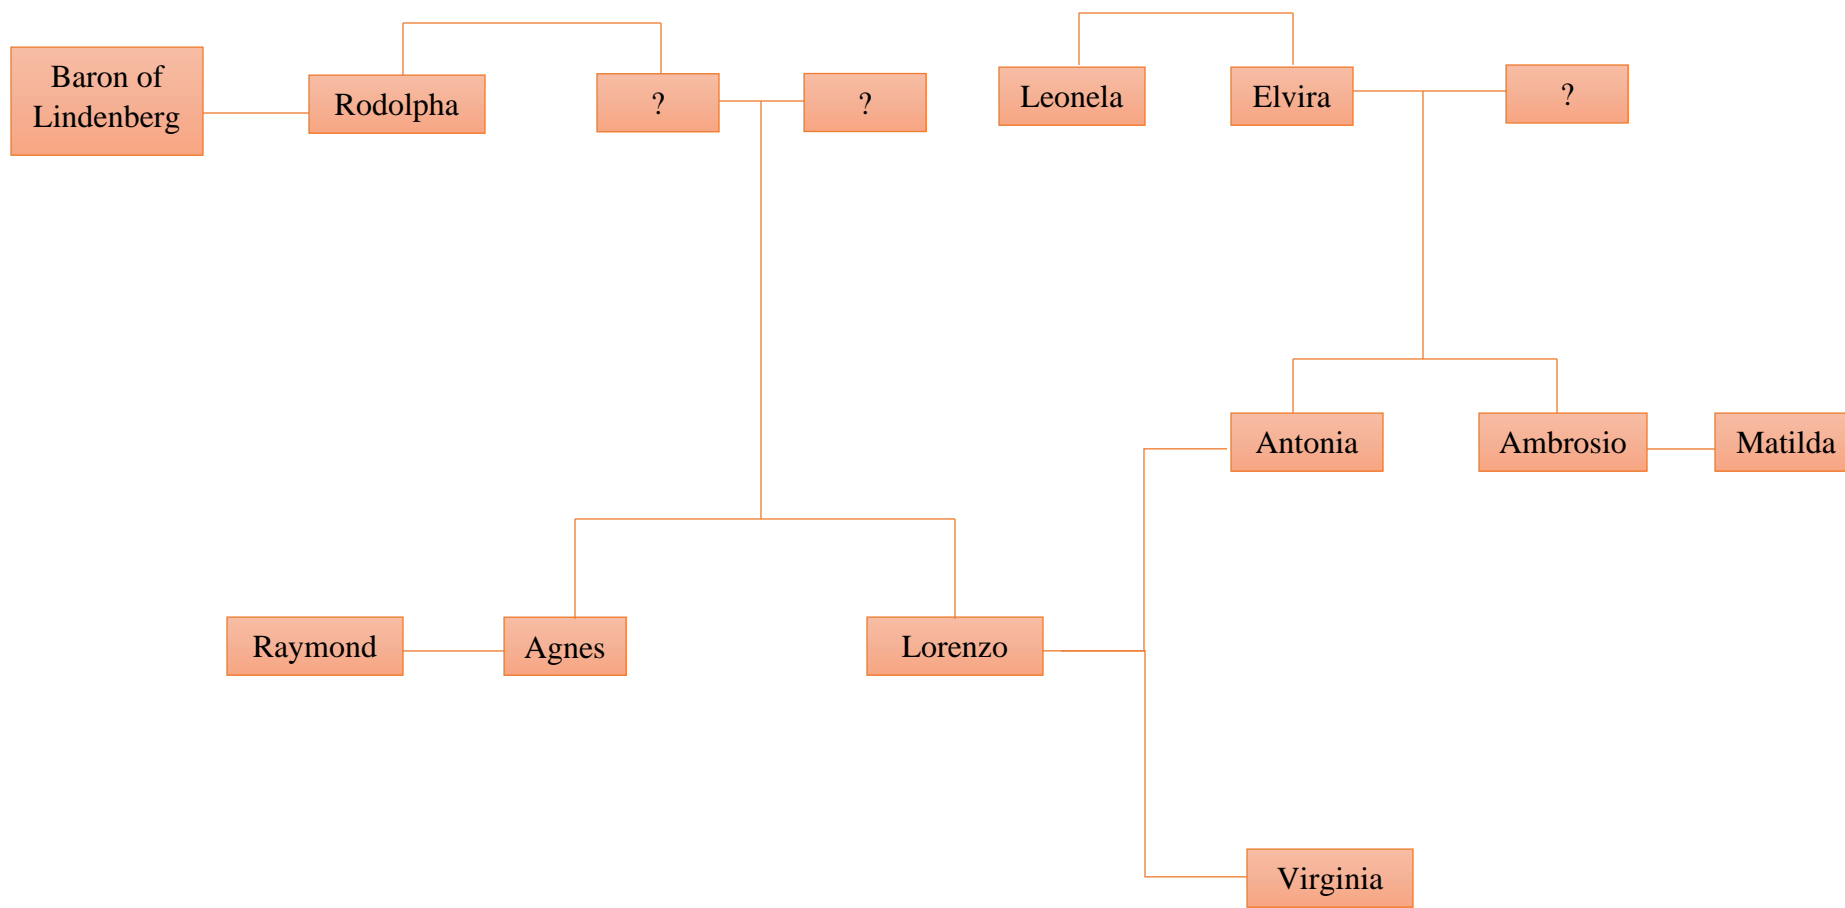 Baron of
Lindenberg
Rodolpha
?
?
Leonela
Elvira
?
Antonia
Ambrosio
Matilda
Raymond
Agnes
Lorenzo
Virginia